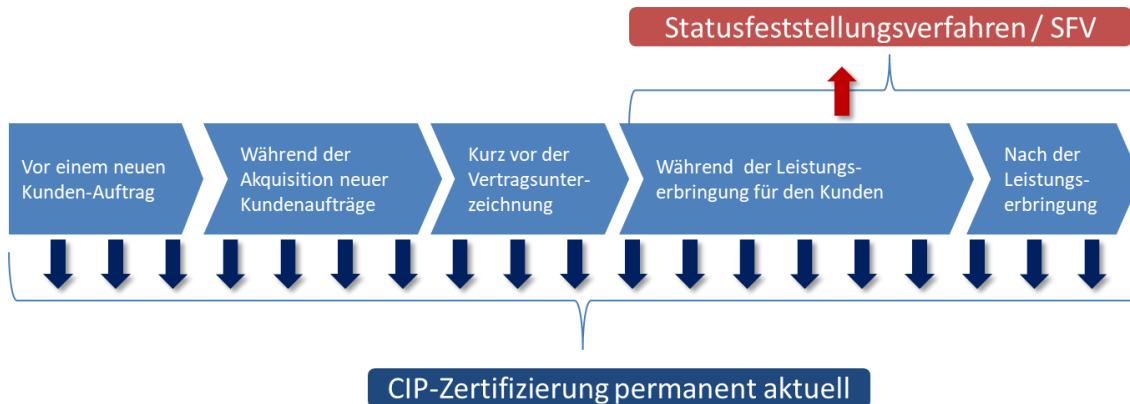 Statusfeststellungsverfahren / SFV
Vor einem neuen
Kunden-Auftrag
Während der
Akquisition neuer
Kundenaufträge
Kurz vor der
Vertragsunter-
zeichnung
Während der Leistungs-
erbringung für den Kunden
Nach der
Leistungs-
erbringung
CIP-Zertifizierung permanent aktuell